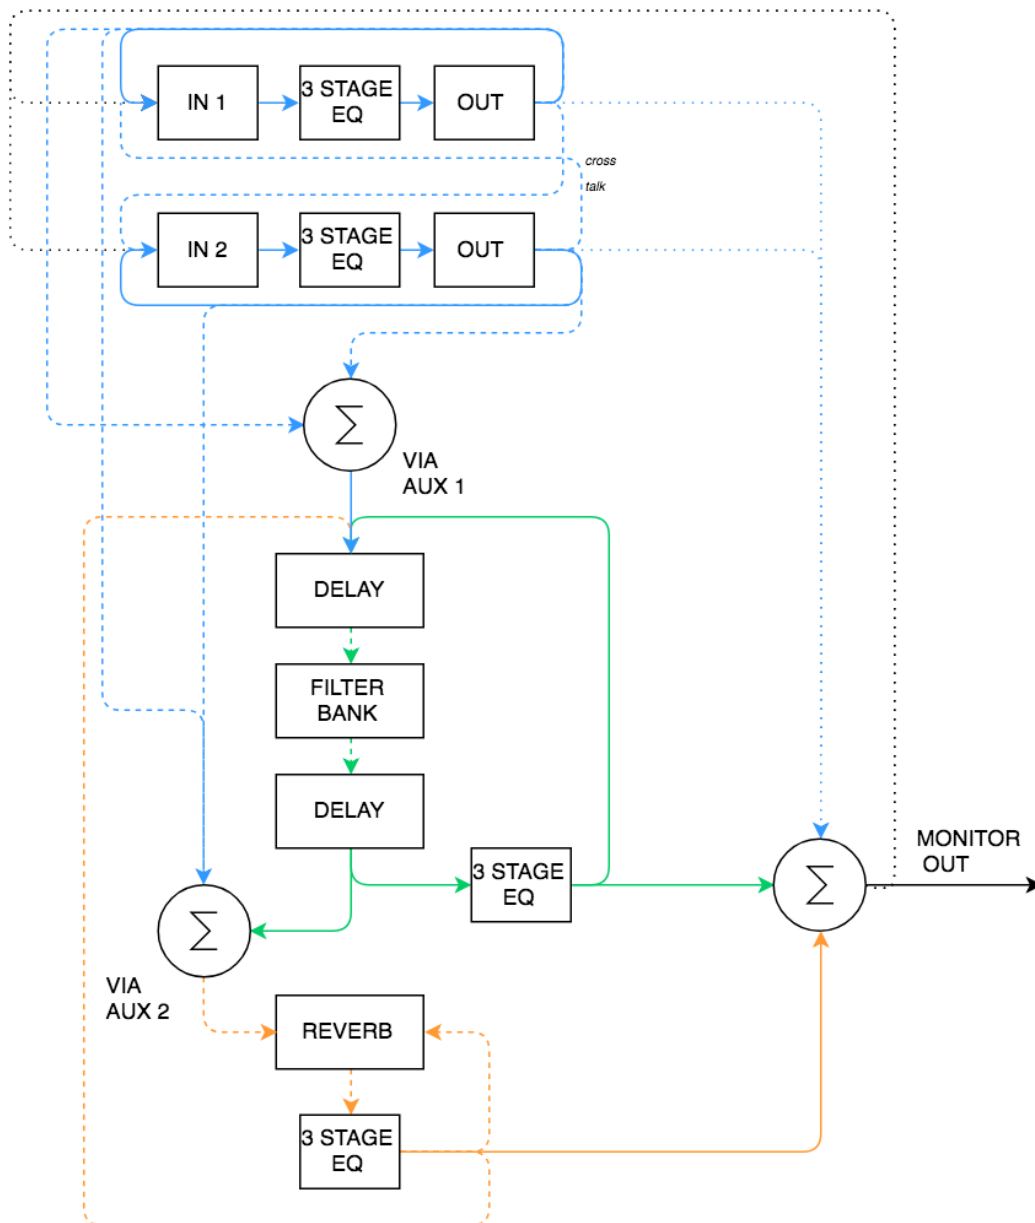 IN 1
3 STAGE
EQ
OUT
cross
talk
IN 2
3 STAGE
EQ
OUT
Σ
VIA
AUX 1
DELAY
FILTER
BANK
DELAY
3 STAGE
EQ
Σ
MONITOR
OUT
Σ
VIA
AUX 2
REVERB
3 STAGE
EQ